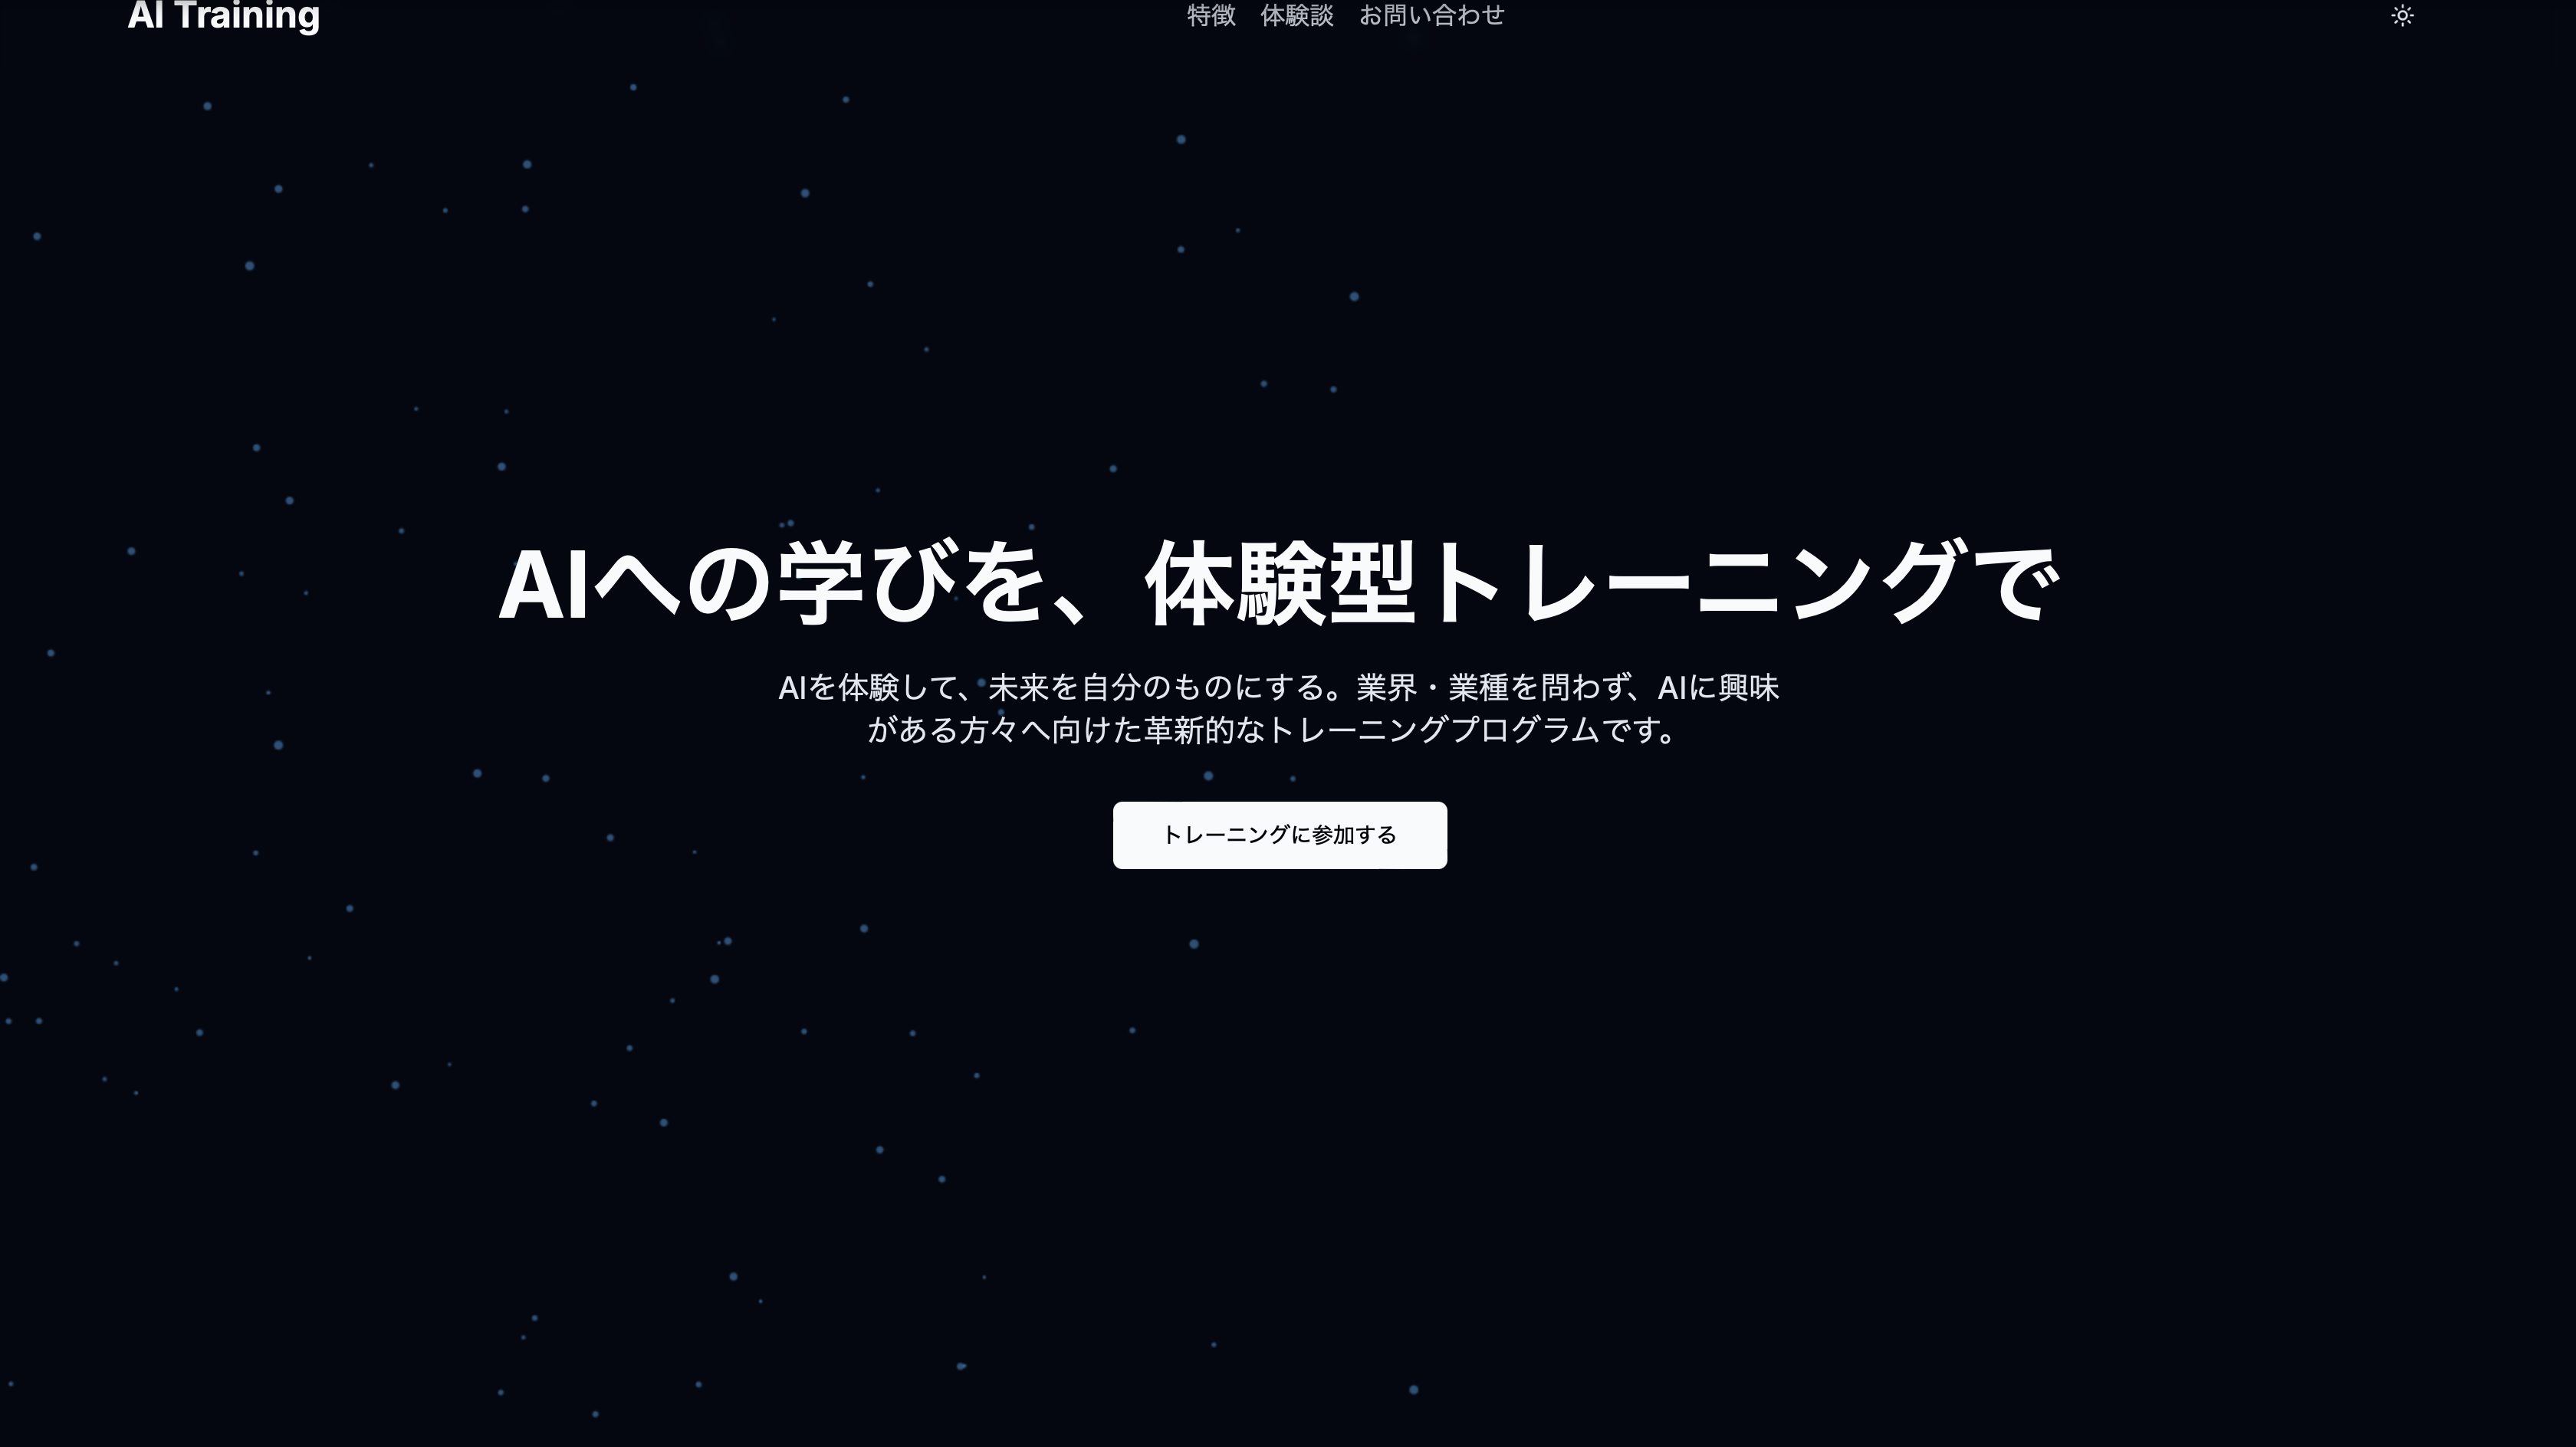 AI Training
特徴 体験談 お問い合わせ
AIへの学びを、体験型トレーニングで
AIを体験して、未来を自分のものにする。業界・業種を問わず、AIに興味
がある方々へ向けた革新的なトレーニングプログラムです。
トレーニングに参加する